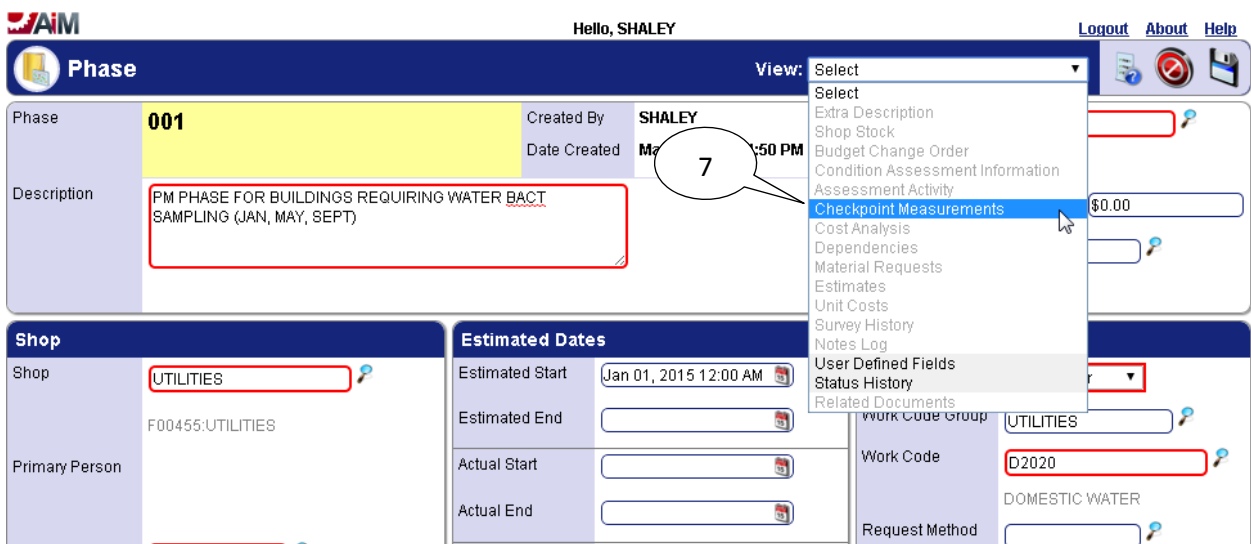 AiM
Hello, SHALEY
Logout About Help
Phase
View: Select
Select
Extra Description
Shop Stock
Budget Change Order
Condition Assessment Information
Assessment Activity
Checkpoint Measurements
Cost Analysis
Dependencies
Material Requests
Estimates
Unit Costs
Survey History
Notes Log
User Defined Fields
Status History
Related Documents
Phase 001
Created By SHALEY
Date Created :50 PM
7
Description
PM PHASE FOR BUILDINGS REQUIRING WATER BACT
SAMPLING (JAN, MAY, SEPT)
$0.00
Shop
Shop UTILITIES
F00455:UTILITIES
Primary Person
Estimated Dates
Estimated Start Jan 01, 2015 12:00 AM
Estimated End
Actual Start
Actual End
Work Code Group UTILITIES
Work Code D2020
DOMESTIC WATER
Request Method